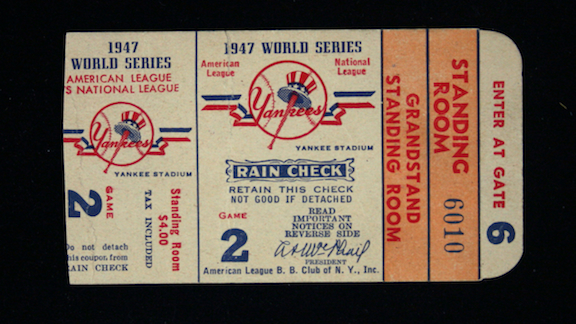 1947
WORLD SERIES
AMERICAN LEAGUE
'S NATIONAL LEAGUE
Yankees
YANKEE STADIUM
2
GAME
Standing Room
$4.00
TAX INCLUDED
Do not detach
this coupon from
RAIN CHECK
1947 WORLD SERIES
American League
National League
Yankees
YANKEE STADIUM
RAIN CHECK
RETAIN THIS CHECK
NOT GOOD IF DETACHED
GAME
2
READ
IMPORTANT
NOTICES ON
REVERSE SIDE
PRESIDENT
American League B. B. Club of N. Y., Inc.
GRANDSTAND
STANDING ROOM
STANDING
ROOM
6010
ENTER AT GATE
6